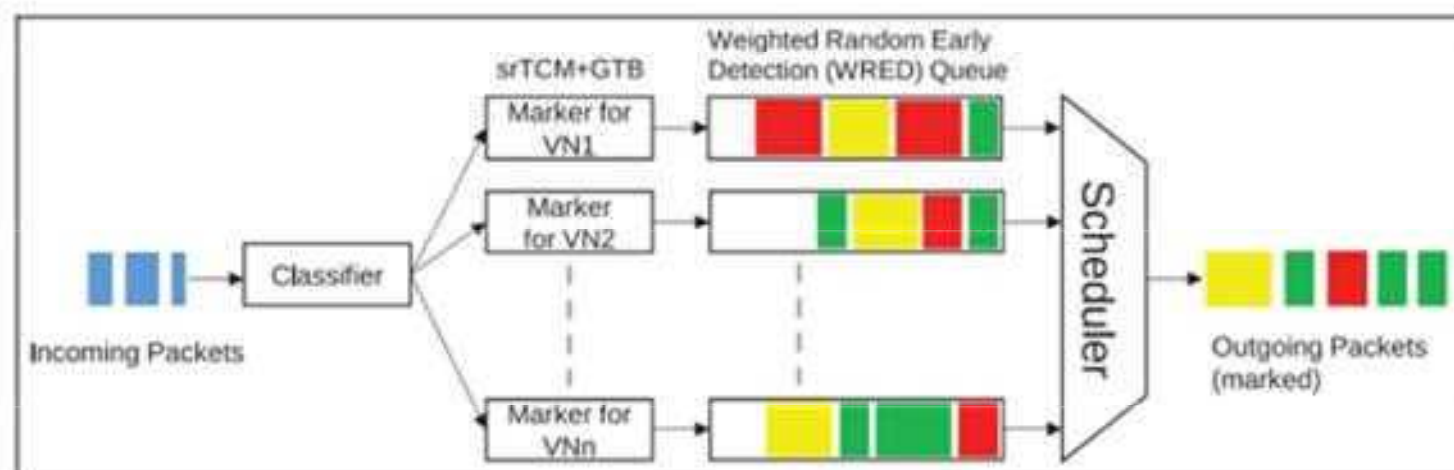 srTCM+GTB
Weighted Random Early
Detection (WRED) Queue
Marker for
VN1
Marker
for VN2
Classifier
Incoming Packets
Marker for
VNn
Scheduler
Outgoing Packets
(marked)